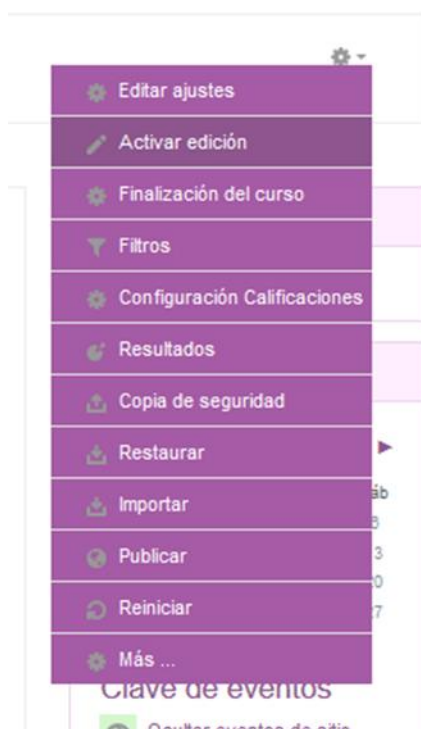 Editar ajustes
Activar edición
Finalización del curso
Filtros
Configuración Calificaciones
Resultados
Copia de seguridad
Restaurar
Importar
Publicar
Reiniciar
Más ...
Clave de eventos